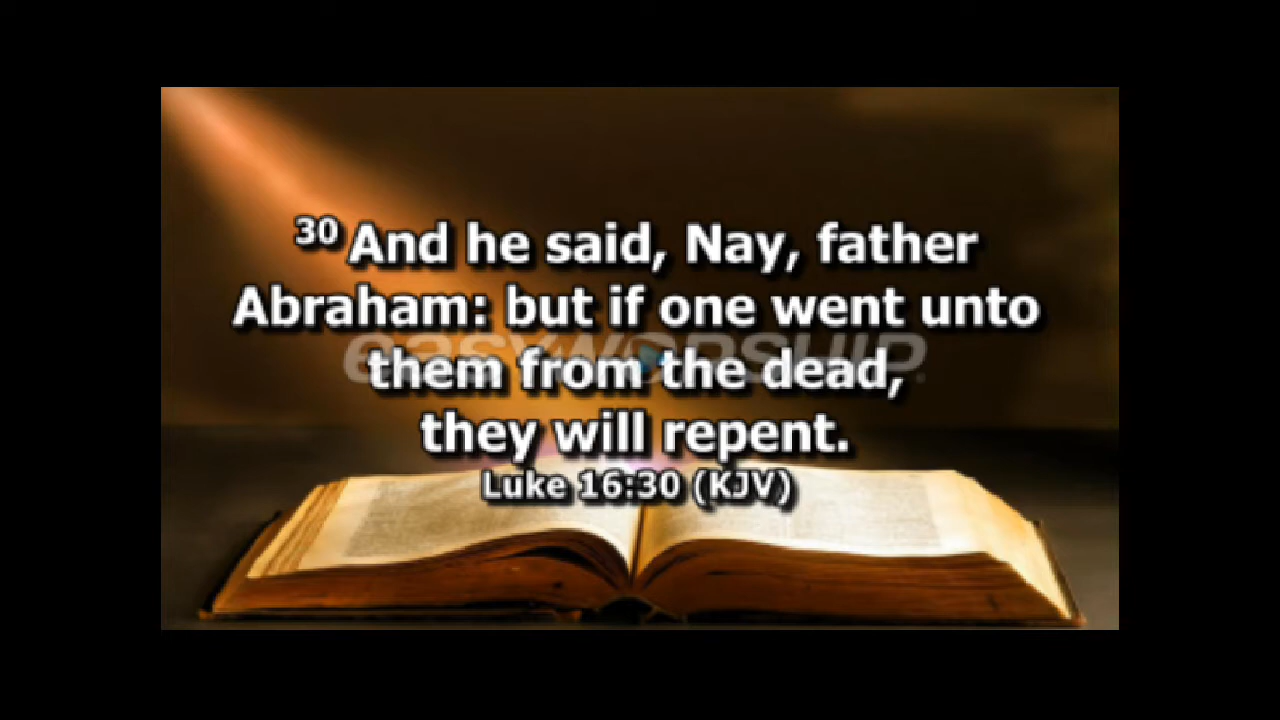 30 And he said, Nay, father
Abraham: but if one went unto
easyworship
them from the dead,
they will repent.
Luke 16:30 (KJV)